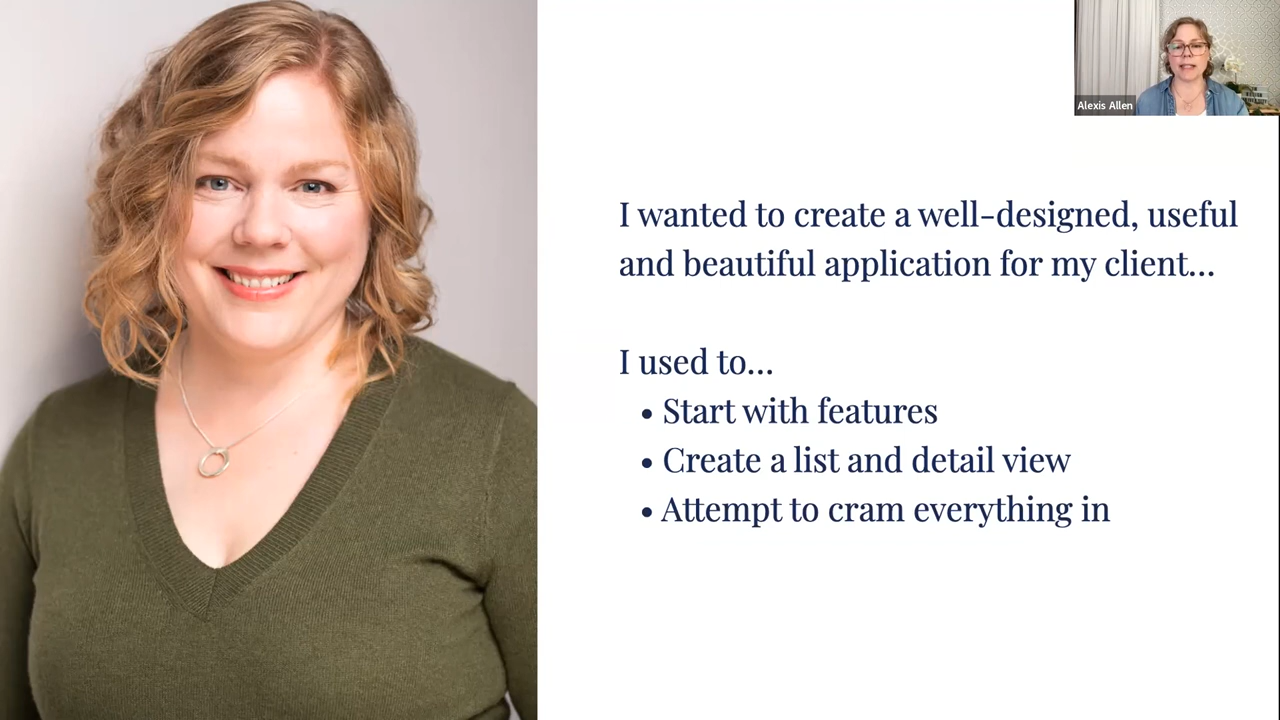 Alexis Allen
I wanted to create a well-designed, useful
and beautiful application for my client...
I used to...
• Start with features
• Create a list and detail view
• Attempt to cram everything in